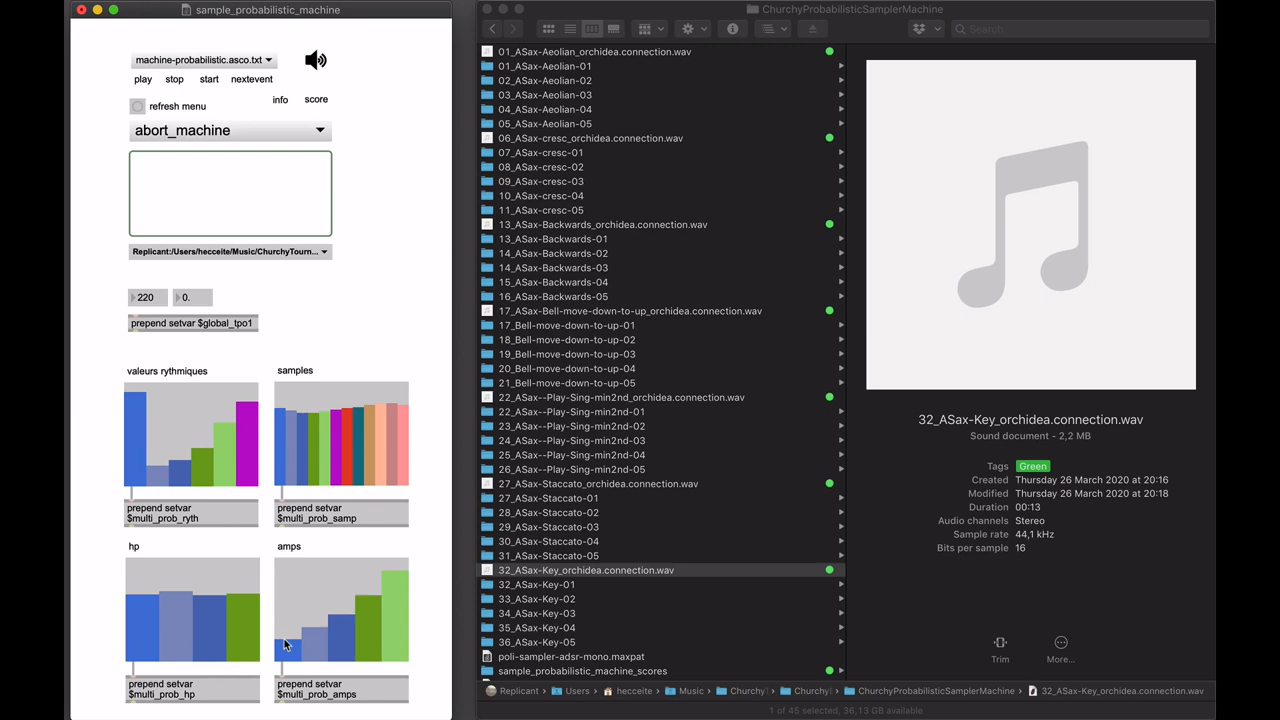 sample_probabilistic_machine
machine-probabilistic.asco.txt
play stop start nextevent
info score
refresh menu
abort_machine
Replicant:/Users/hecceite/Music/ChurchyTourn...
220 0.
prepend setvar $global_tpo1
valeurs rythmiques
samples
prepend setvar
$multi_prob_ryth
prepend setvar
$multi_prob_samp
hp
amps
prepend setvar
$multi_prob_hp
prepend setvar
$multi_prob_amps
ChurchyProbabilisticSamplerMachine
Search
01_ASax-Aeolian_orchidea.connection.wav
01_ASax-Aeolian-01
02_ASax-Aeolian-02
03_ASax-Aeolian-03
04_ASax-Aeolian-04
05_ASax-Aeolian-05
06_ASax-cresc_orchidea.connection.wav
07_ASax-cresc-01
08_ASax-cresc-02
09_ASax-cresc-03
10_ASax-cresc-04
11_ASax-cresc-05
13_ASax-Backwards_orchidea.connection.wav
13_ASax-Backwards-01
14_ASax-Backwards-02
14_ASax-Backwards-03
15_ASax-Backwards-04
16_ASax-Backwards-05
17_ASax-Bell-move-down-to-up_orchidea.connection.wav
17_Bell-move-down-to-up-01
18_Bell-move-down-to-up-02
19_Bell-move-down-to-up-03
20_Bell-move-down-to-up-04
21_Bell-move-down-to-up-05
22_ASax--Play-Sing-min2nd_orchidea.connection.wav
22_ASax--Play-Sing-min2nd-01
23_ASax--Play-Sing-min2nd-02
24_ASax--Play-Sing-min2nd-03
25_ASax--Play-Sing-min2nd-04
26_ASax--Play-Sing-min2nd-05
27_ASax-Staccato_orchidea.connection.wav
27_ASax-Staccato-01
28_ASax-Staccato-02
29_ASax-Staccato-03
30_ASax-Staccato-04
31_ASax-Staccato-05
32_ASax-Key_orchidea.connection.wav
32_ASax-Key-01
33_ASax-Key-02
34_ASax-Key-03
35_ASax-Key-04
36_ASax-Key-05
poli-sampler-adsr-mono.maxpat
sample_probabilistic_machine_scores
32_ASax-Key_orchidea.connection.wav
Sound document - 2,2 MB
Tags Green
Created Thursday 26 March 2020 at 20:16
Modified Thursday 26 March 2020 at 20:18
Duration 00:13
Audio channels Stereo
Sample rate 44,1 kHz
Bits per sample 16
Trim More...
Replicant Users hecceite Music Churchy Churchy ChurchyProbabilisticSamplerMachine 32_ASax-Key_orchidea.connection.wav
1 of 45 selected, 36,13 GB available